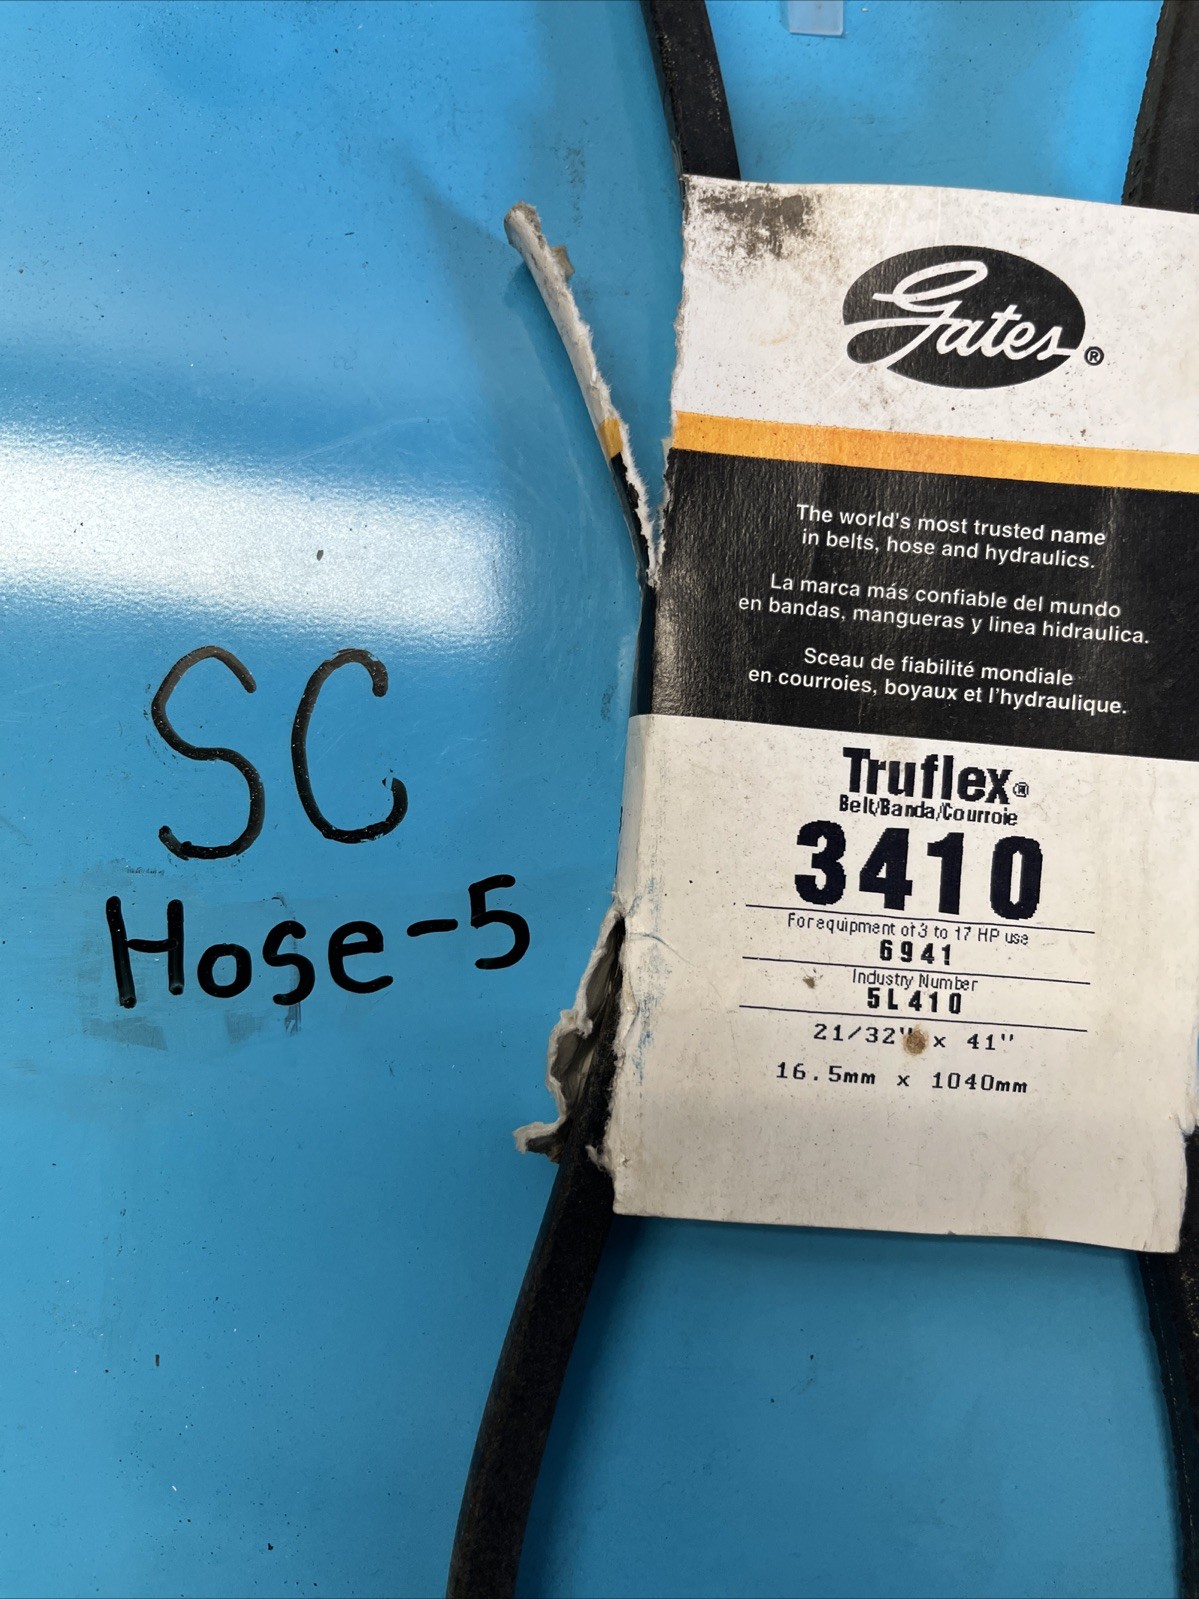 SC
Hose-5
Gates®
The world's most trusted name
in belts, hose and hydraulics.
La marca más confiable del mundo
en bandas, mangueras y linea hidraulica.
Sceau de fiabilité mondiale
en courroies, boyaux et l'hydraulique.
Truflex®
Belt/Banda/Courroie
3410
For equipment of 3 to 17 HP use
6941
Industry Number
5L410
21/32" x 41"
16.5mm x 1040mm